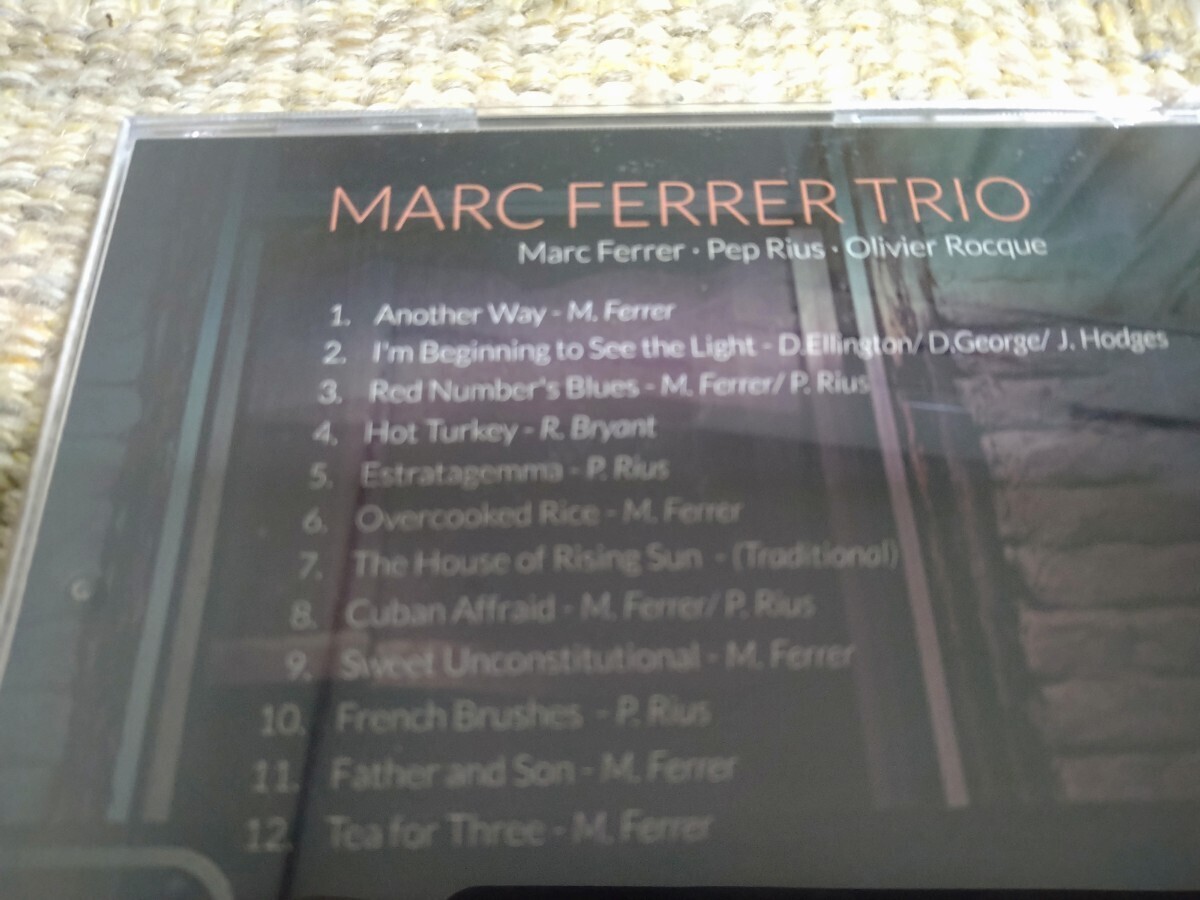 MARC FERRER TRIO
Marc Ferrer · Pep Rius · Olivier Rocque
1. Another Way - M. Ferrer
2. I'm Beginning to See the Light - D.Ellington/ D.George/ J. Hodges
3. Red Number's Blues - M. Ferrer/ P. Rius
4. Hot Turkey - R. Bryant
5. Estratagemma - P. Rius
6. Overcooked Rice - M. Ferrer
7. The House of Rising Sun - (Traditional)
8. Cuban Affraid - M. Ferrer/ P. Rius
9. Sweet Unconstitutional - M. Ferrer
10. French Brushes - P. Rius
11. Father and Son - M. Ferrer
12. Tea for Three - M. Ferrer